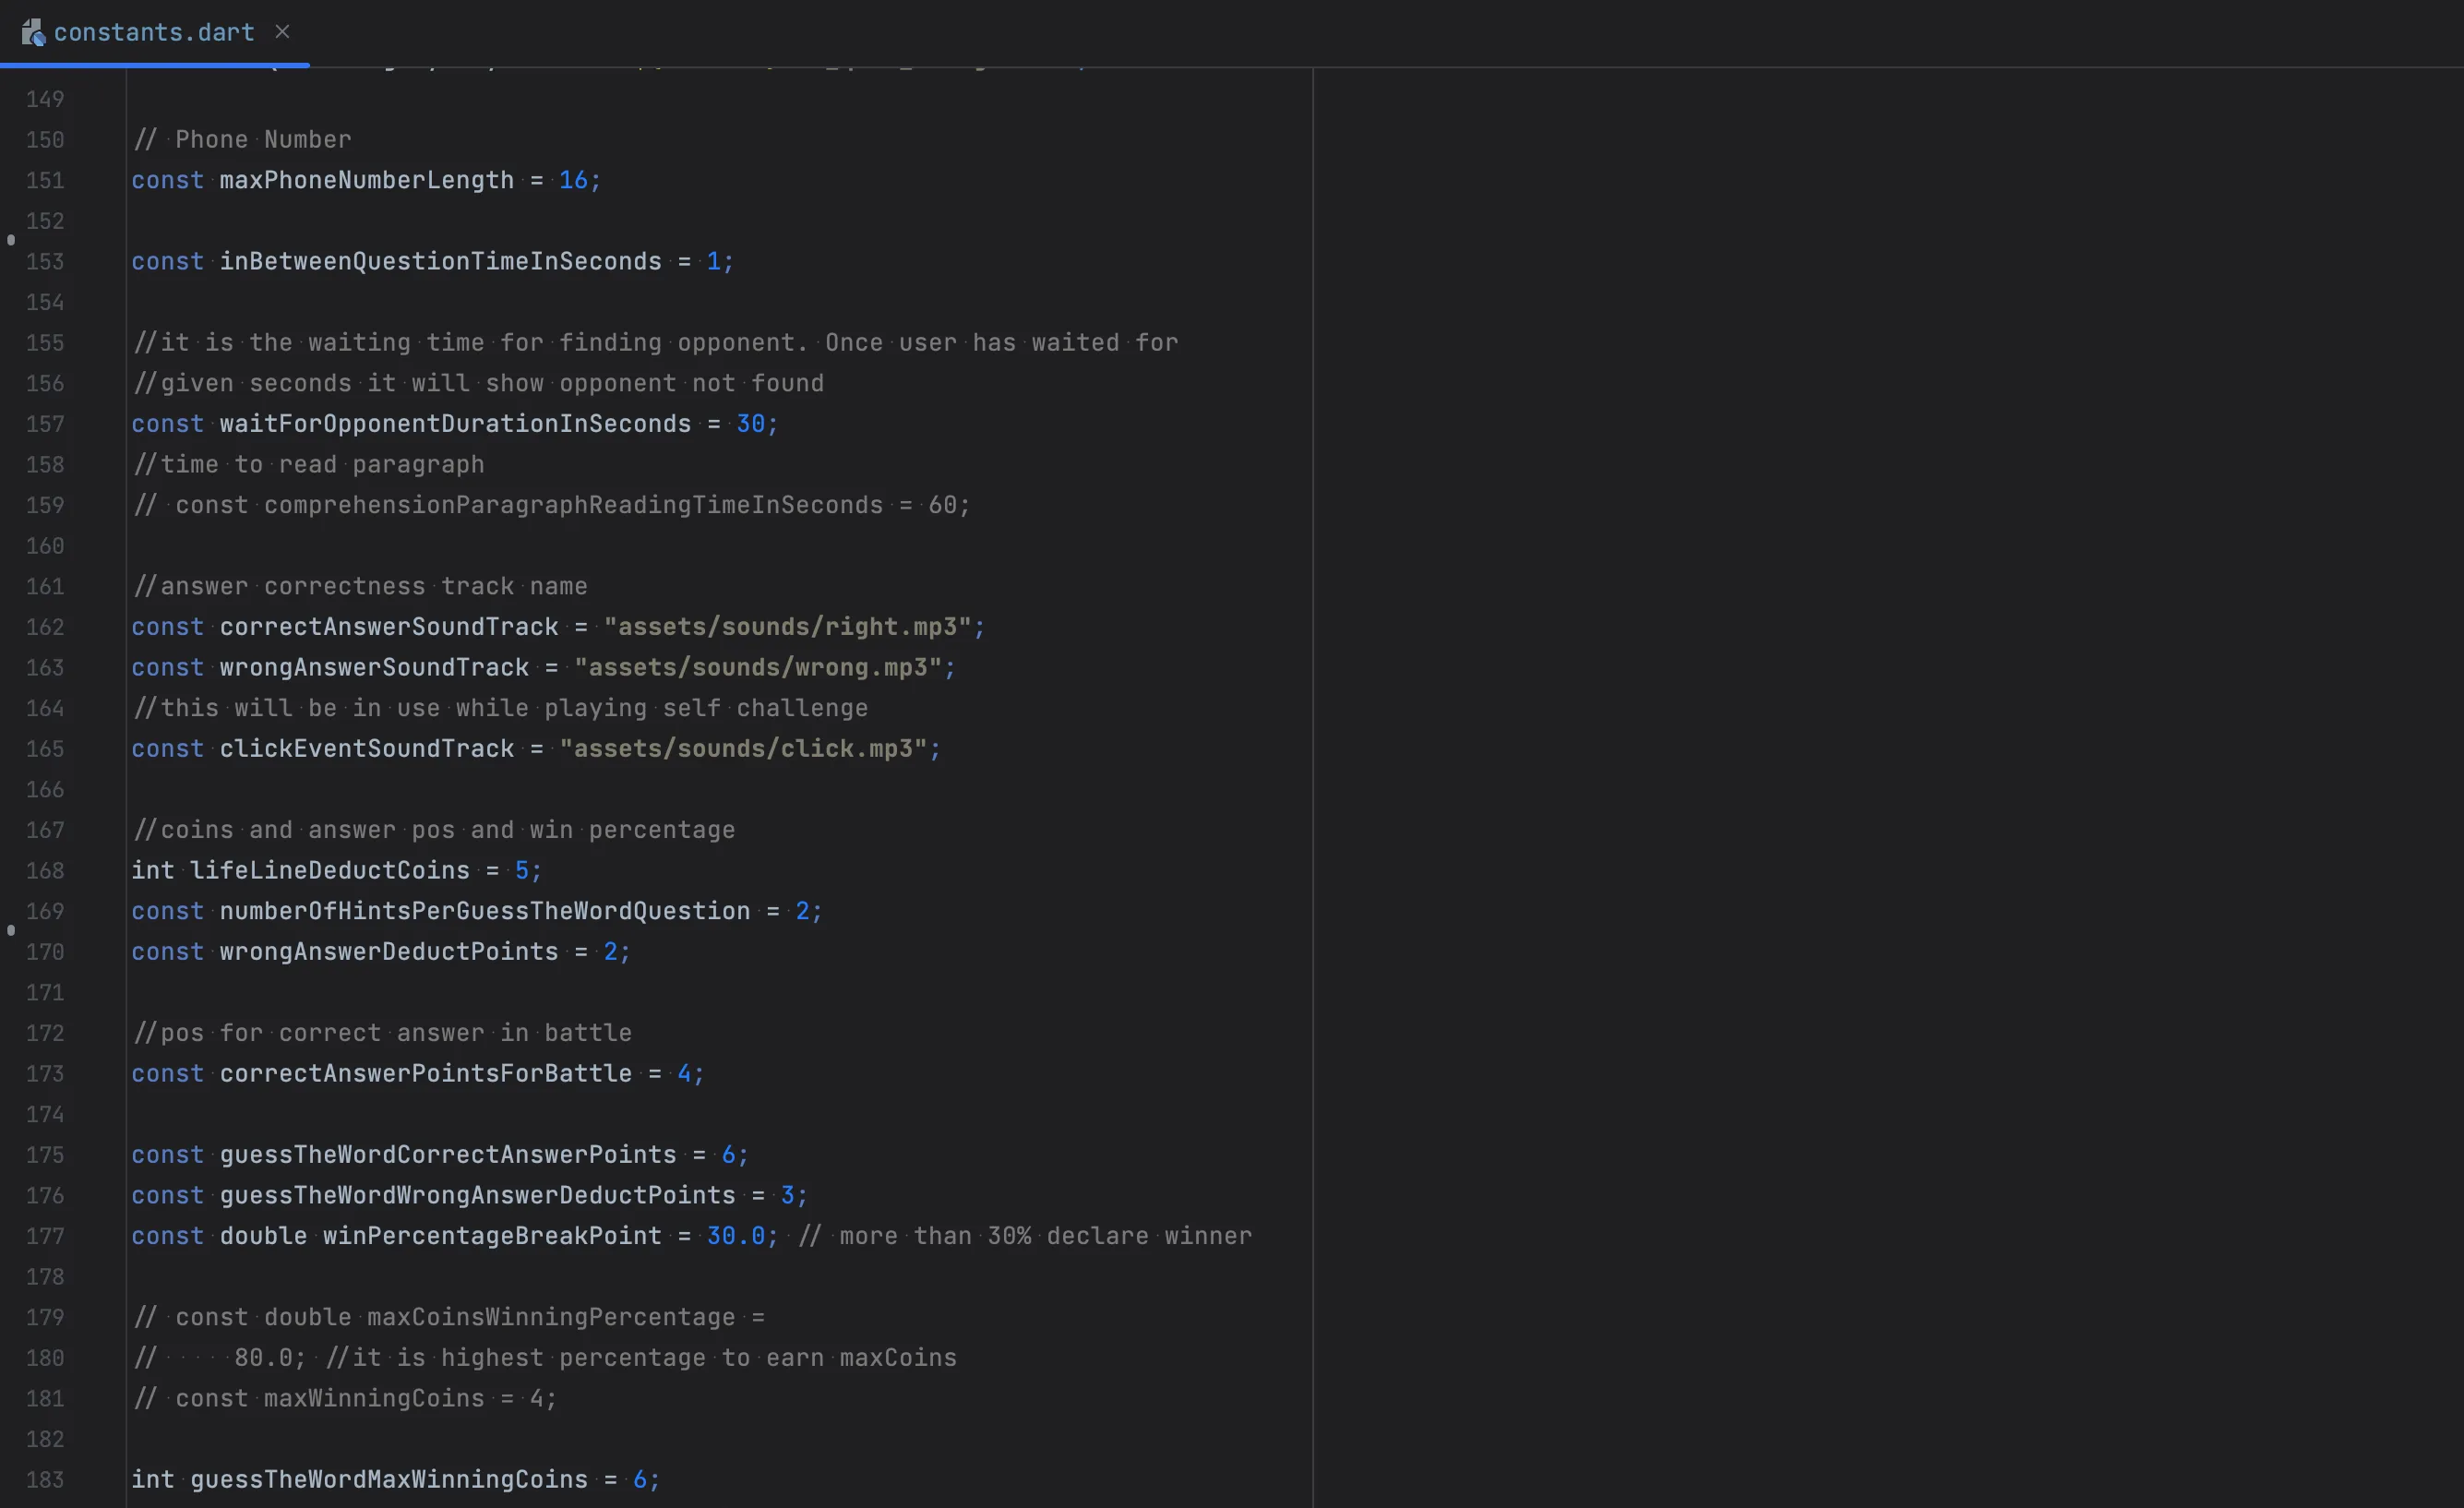 constants.dart
149
150 // Phone Number
151 const maxPhoneNumberLength = 16;
152
153 const inBetweenQuestionTimeInSeconds = 1;
154
155 //it is the waiting time for finding opponent. Once user has waited for
156 //given seconds it will show opponent not found
157 const waitForOpponentDurationInSeconds = 30;
158 //time to read paragraph
159 // const comprehensionParagraphReadingTimeInSeconds = 60;
160
161 //answer correctness track name
162 const correctAnswerSoundTrack = "assets/sounds/right.mp3";
163 const wrongAnswerSoundTrack = "assets/sounds/wrong.mp3";
164 //this will be in use while playing self challenge
165 const clickEventSoundTrack = "assets/sounds/click.mp3";
166
167 //coins and answer pos and win percentage
168 int lifeLineDeductCoins = 5;
169 const numberOfHintsPerGuessTheWordQuestion = 2;
170 const wrongAnswerDeductPoints = 2;
171
172 //pos for correct answer in battle
173 const correctAnswerPointsForBattle = 4;
174
175 const guessTheWordCorrectAnswerPoints = 6;
176 const guessTheWordWrongAnswerDeductPoints = 3;
177 const double winPercentageBreakPoint = 30.0; // more than 30% declare winner
178
179 // const double maxCoinsWinningPercentage =
180 //     80.0; //it is highest percentage to earn maxCoins
181 // const maxWinningCoins = 4;
182
183 int guessTheWordMaxWinningCoins = 6;